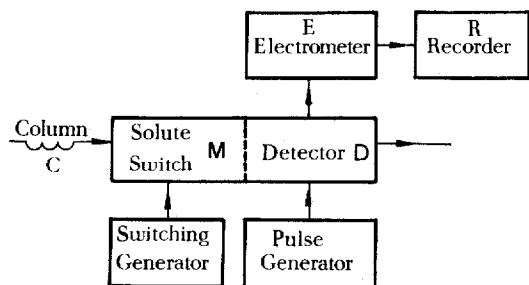 E
Electrometer
R
Recorder
Column
C
Solute
Switch M
Detector D
Switching
Generator
Pulse
Generator